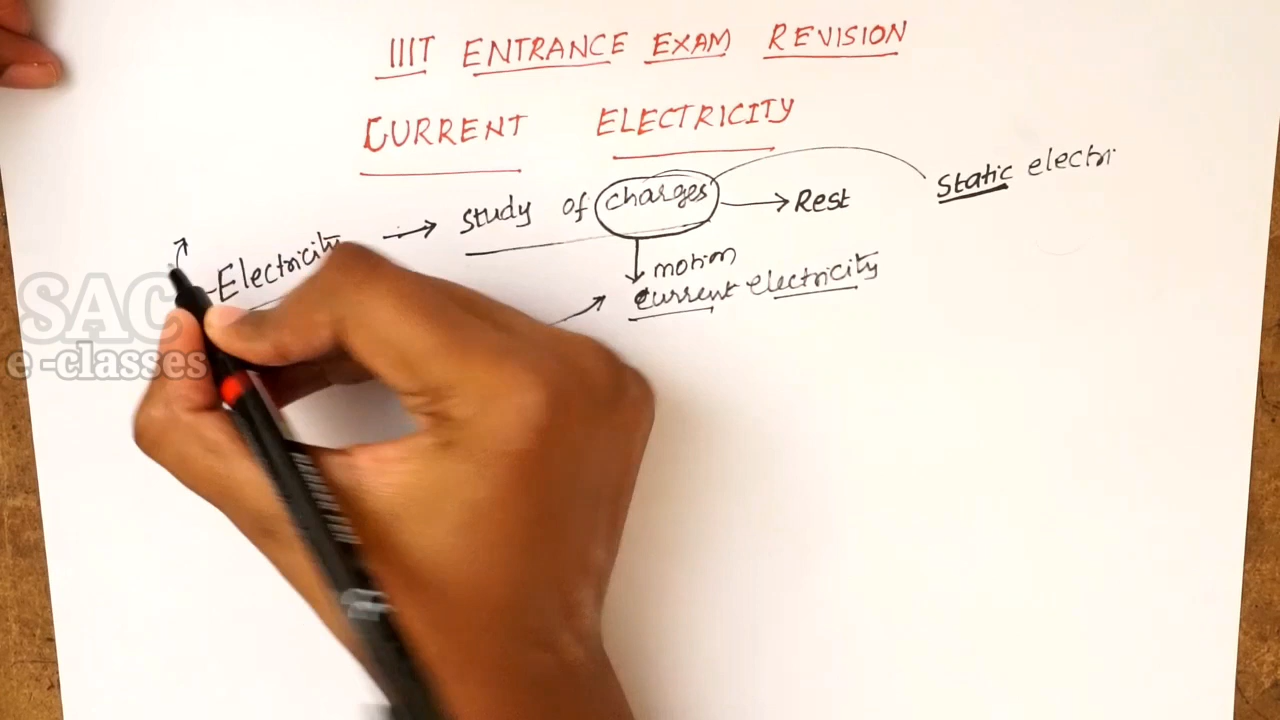 IIIT ENTRANCE EXAM REVISION
CURRENT ELECTRICITY
Electricity → study of charges → Rest
Static electri
motion
current electricity
SAC
e-classes